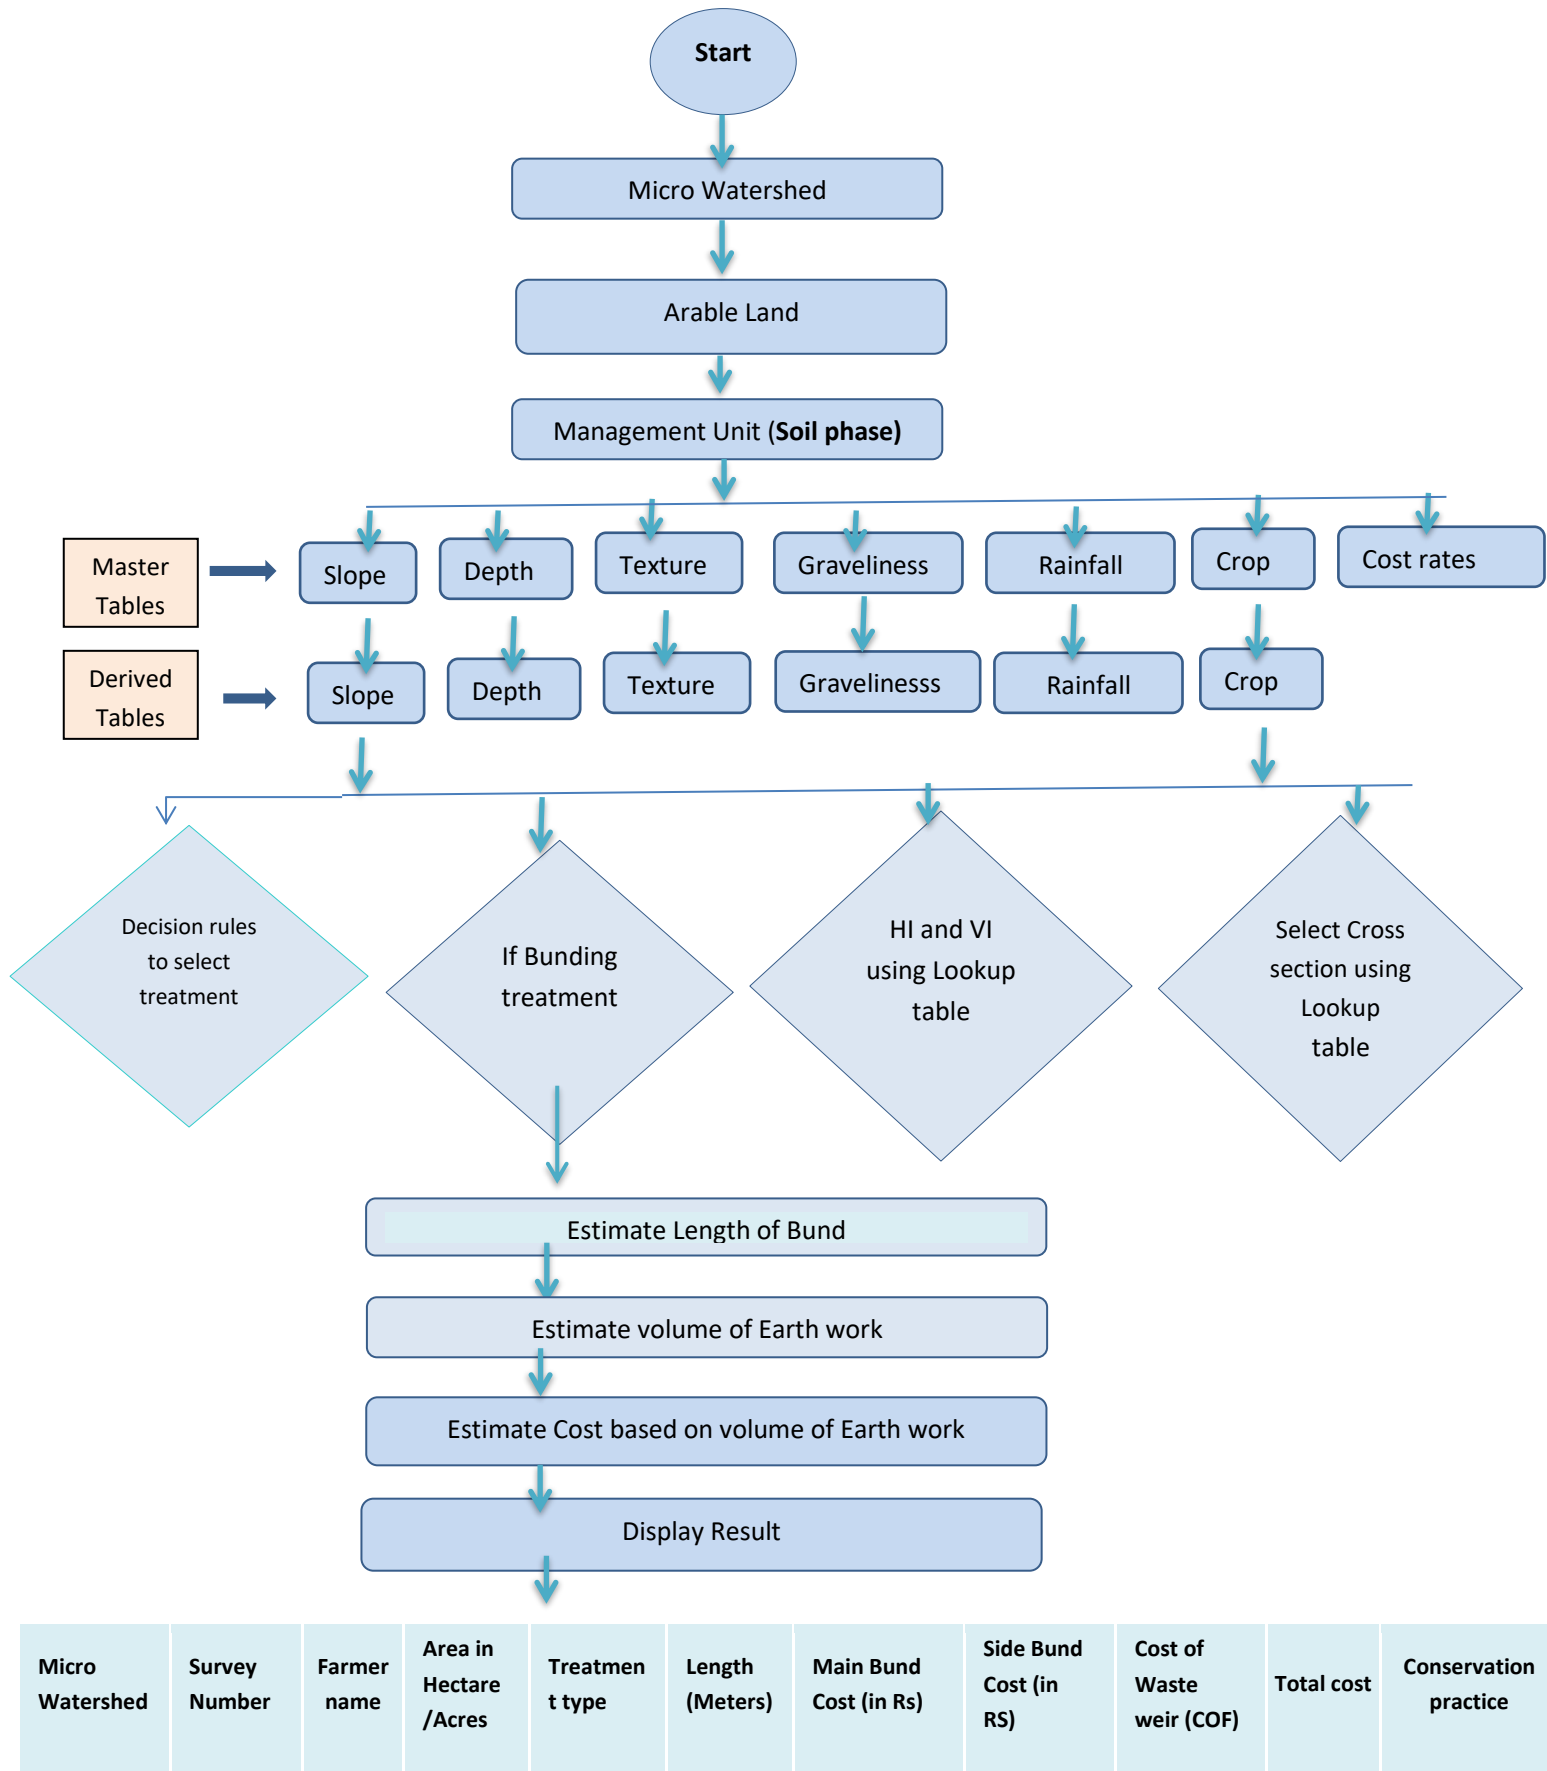 Start
Micro Watershed
Arable Land
Management Unit (Soil phase)
Master
Tables
Slope
Depth
Texture
Graveliness
Rainfall
Crop
Cost rates
Derived
Tables
Slope
Depth
Texture
Gravelinesss
Rainfall
Crop
Decision rules
to select
treatment
If Bunding
treatment
HI and VI
using Lookup
table
Select Cross
section using
Lookup
table
Estimate Length of Bund
Estimate volume of Earth work
Estimate Cost based on volume of Earth work
Display Result
Micro
Watershed
Survey
Number
Farmer
name
Area in
Hectare
/Acres
Treatmen
t type
Length
(Meters)
Main Bund
Cost (in Rs)
Side Bund
Cost (in
RS)
Cost of
Waste
weir (COF)
Total cost
Conservation
practice